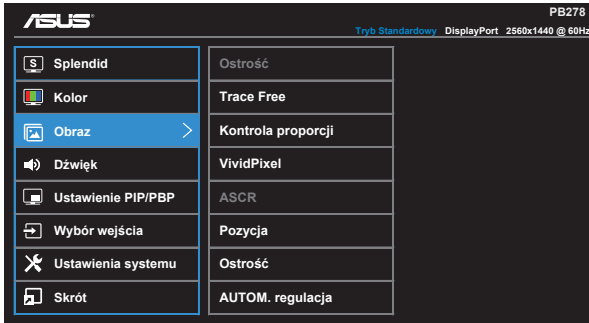 ASUS
PB278
Tryb Standardowy DisplayPort 2560x1440 @ 60Hz
S Splendid
Kolor
Obraz
Dźwięk
Ustawienie PIP/PBP
Wybór wejścia
Ustawienia systemu
Skrót
Ostrość
Trace Free
Kontrola proporcji
VividPixel
ASCR
Pozycja
Ostrość
AUTOM. regulacja